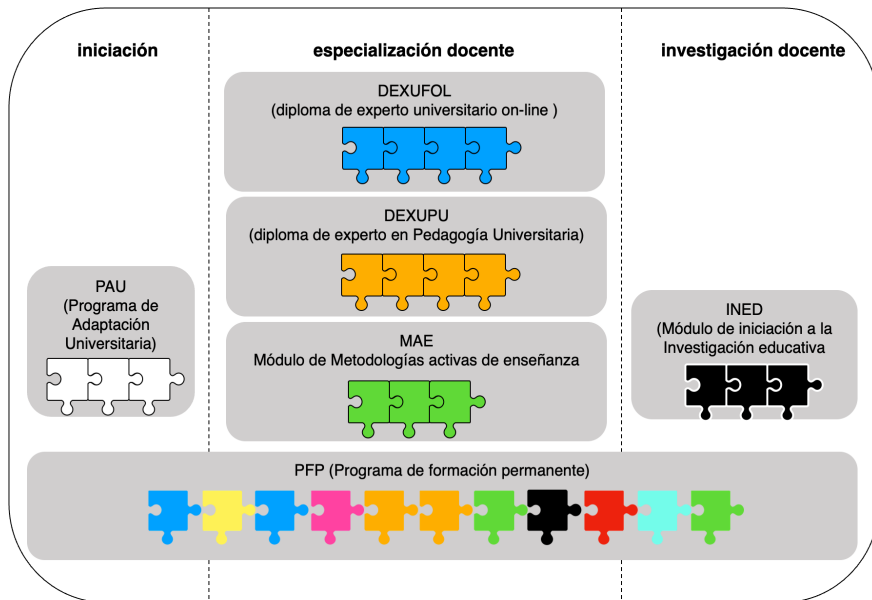 iniciación
especialización docente
investigación docente
DEXUFOL
(diploma de experto universitario on-line )
DEXUPU
(diploma de experto en Pedagogía Universitaria)
PAU
(Programa de
Adaptación
Universitaria)
MAE
Módulo de Metodologías activas de enseñanza
INED
(Módulo de iniciación a la
Investigación educativa
PFP (Programa de formación permanente)